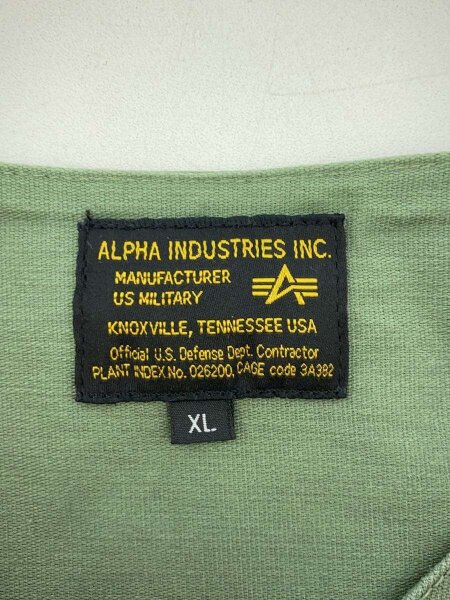 ALPHA INDUSTRIES INC.
MANUFACTURER
US MILITARY
KNOXVILLE, TENNESSEE USA
Official U.S. Defense Dept. Contractor
PLANT INDEX No. 026200, CAGE code 3A392
XL